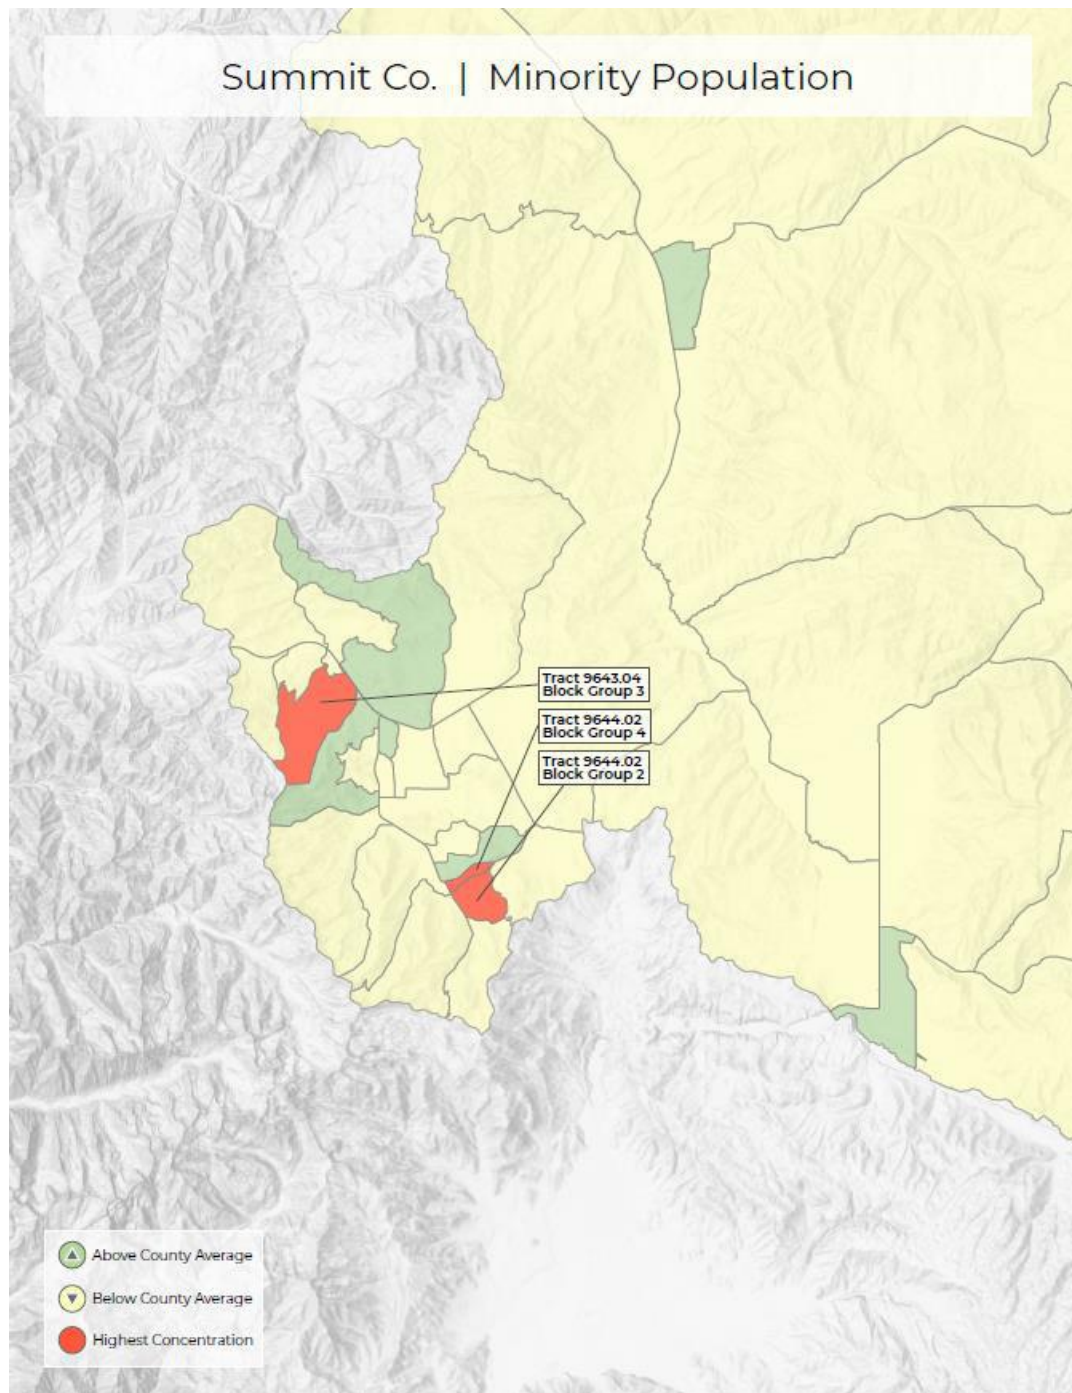 Summit Co. | Minority Population
Tract 9643.04
Block Group 3
Tract 9644.02
Block Group 4
Tract 9644.02
Block Group 2
Above County Average
Below County Average
Highest Concentration